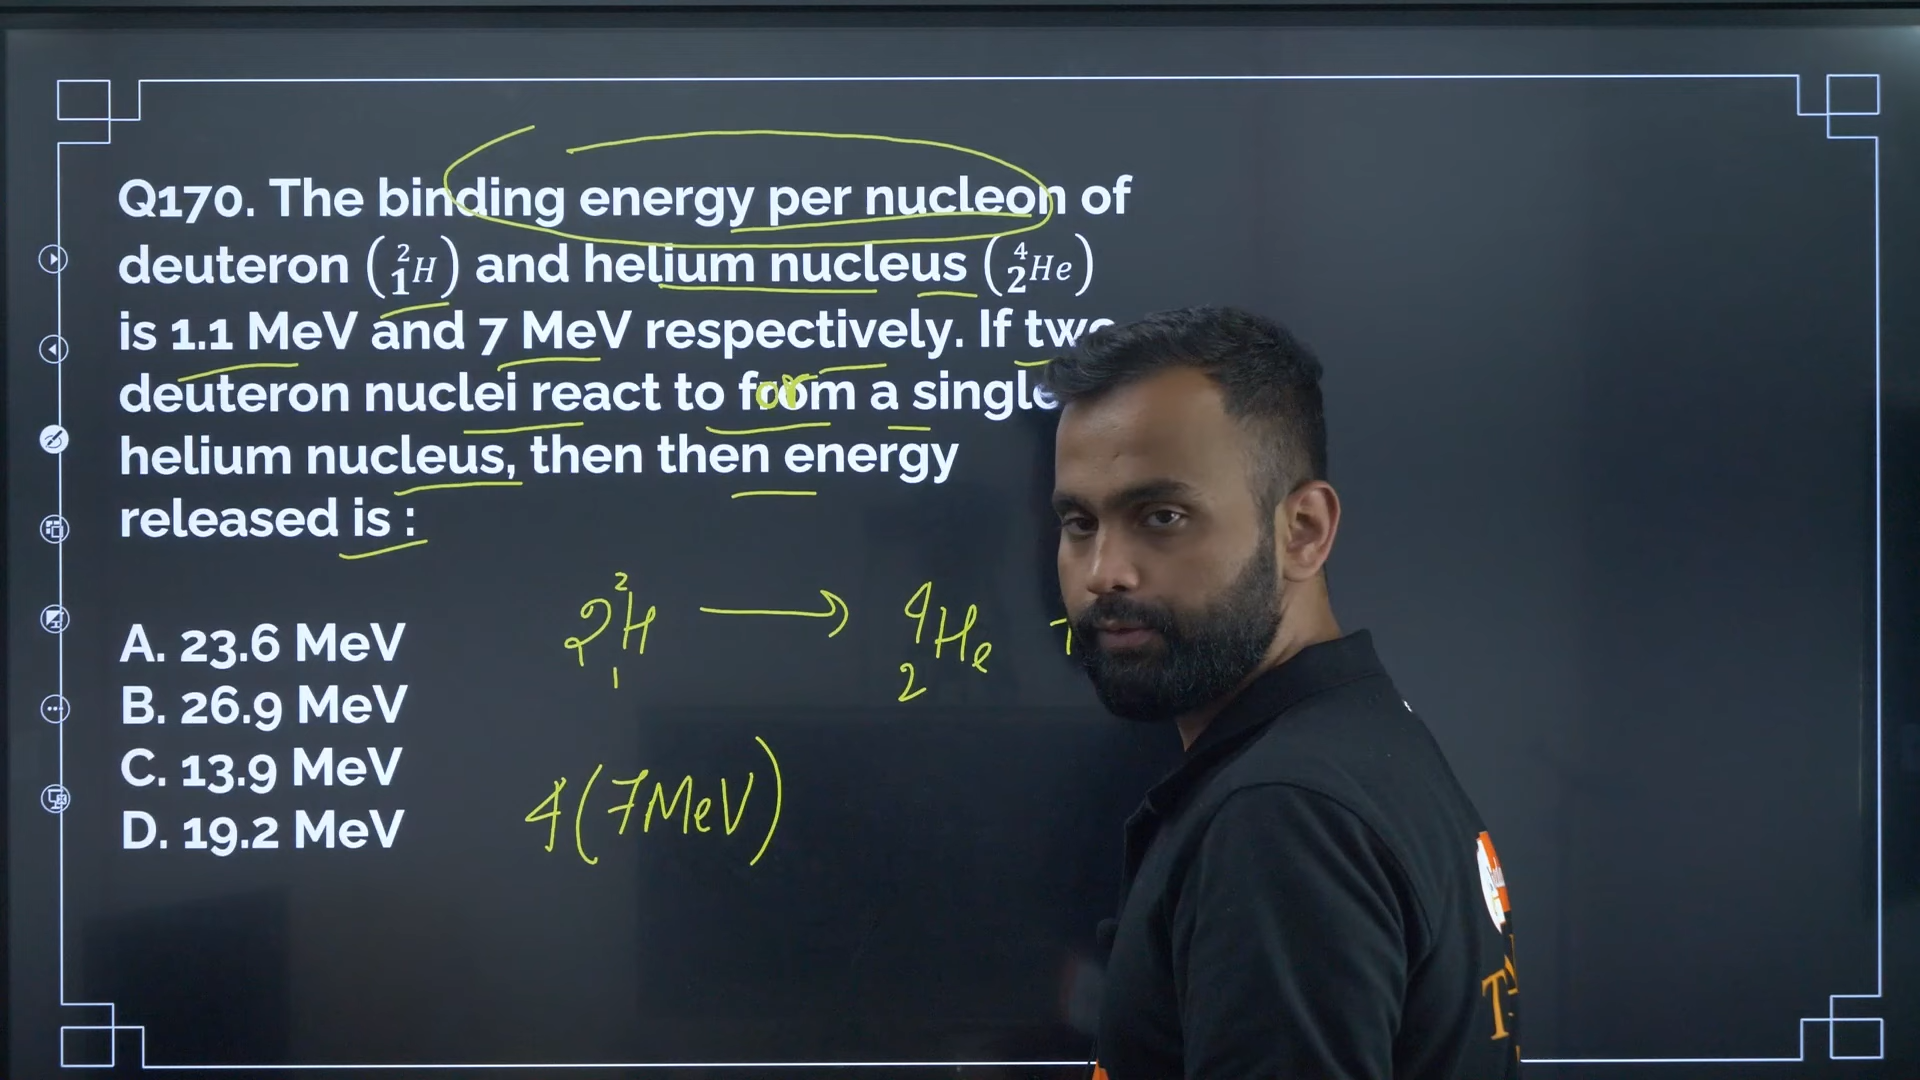 Q170. The binding energy per nucleon of
deuteron (²₁H) and helium nucleus (⁴₂He)
is 1.1 MeV and 7 MeV respectively. If two
deuteron nuclei react to from a single
or
helium nucleus, then then energy
released is :
A. 23.6 MeV
B. 26.9 MeV
C. 13.9 MeV
D. 19.2 MeV
2 ²₁H ⟶ ⁴₂He +
4(7MeV)